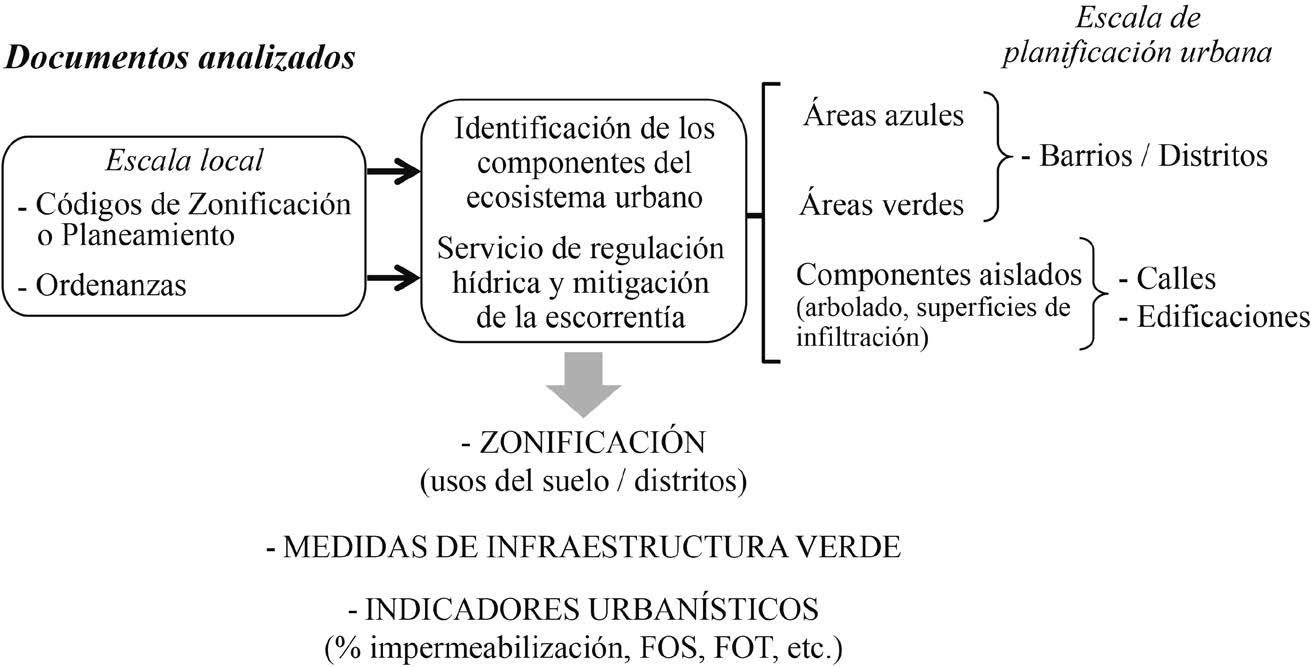 Documentos analizados
Escala local
- Códigos de Zonificación
o Planeamiento
- Ordenanzas
Identificación de los
componentes del
ecosistema urbano
Servicio de regulación
hídrica y mitigación
de la escorrentía
Escala de
planificación urbana
Áreas azules
Áreas verdes
- Barrios / Distritos
Componentes aislados
(arbolado, superficies de
infiltración)
- Calles
- Edificaciones
- ZONIFICACIÓN
(usos del suelo / distritos)
- MEDIDAS DE INFRAESTRUCTURA VERDE
- INDICADORES URBANÍSTICOS
(% impermeabilización, FOS, FOT, etc.)